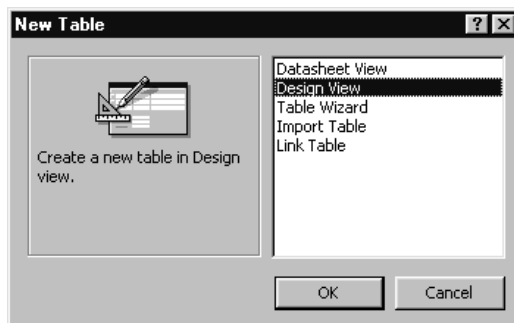 New Table
Create a new table in Design
view.
Datasheet View
Design View
Table Wizard
Import Table
Link Table
OK
Cancel